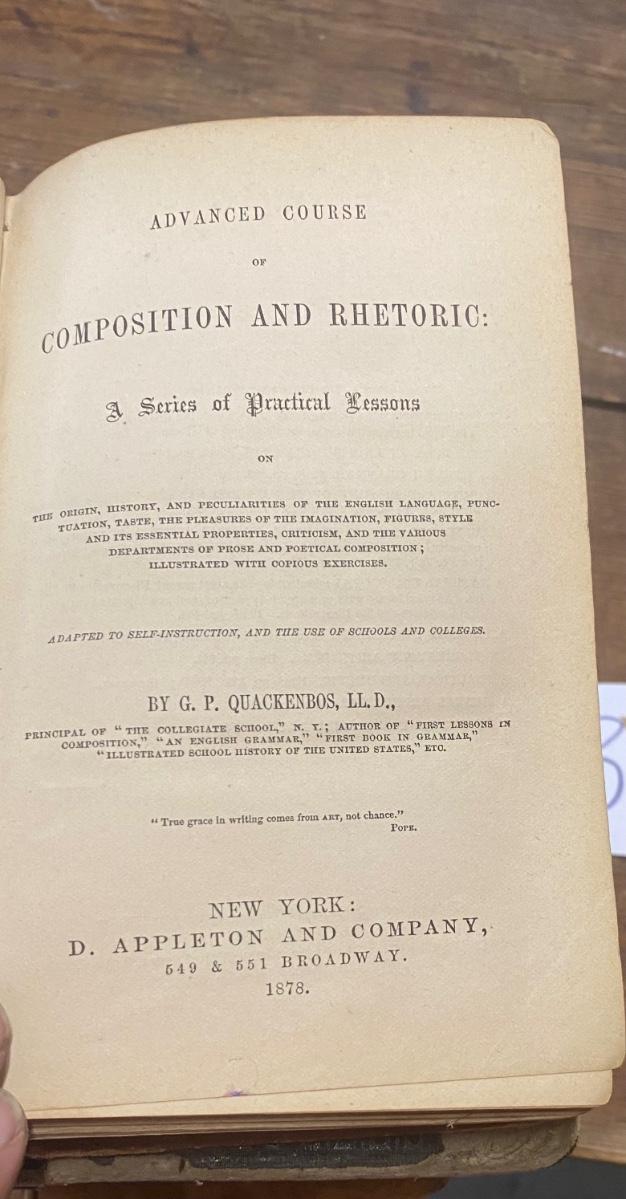 ADVANCED COURSE
OF
COMPOSITION AND RHETORIC:
A Series of Practical Lessons
ON
THE ORIGIN, HISTORY, AND PECULIARITIES OF THE ENGLISH LANGUAGE, PUNC-
TUATION, TASTE, THE PLEASURES OF THE IMAGINATION, FIGURES, STYLE
AND ITS ESSENTIAL PROPERTIES, CRITICISM, AND THE VARIOUS
DEPARTMENTS OF PROSE AND POETICAL COMPOSITION;
ILLUSTRATED WITH COPIOUS EXERCISES.
ADAPTED TO SELF-INSTRUCTION, AND THE USE OF SCHOOLS AND COLLEGES.
BY G. P. QUACKENBOS, LL.D.,
PRINCIPAL OF "THE COLLEGIATE SCHOOL," N. Y.; AUTHOR OF "FIRST LESSONS IN
COMPOSITION," "AN ENGLISH GRAMMAR," "FIRST BOOK IN GRAMMAR,"
"ILLUSTRATED SCHOOL HISTORY OF THE UNITED STATES," ETC.
"True grace in writing comes from ART, not chance."
POPE.
NEW YORK:
D. APPLETON AND COMPANY,
549 & 551 BROADWAY.
1878.